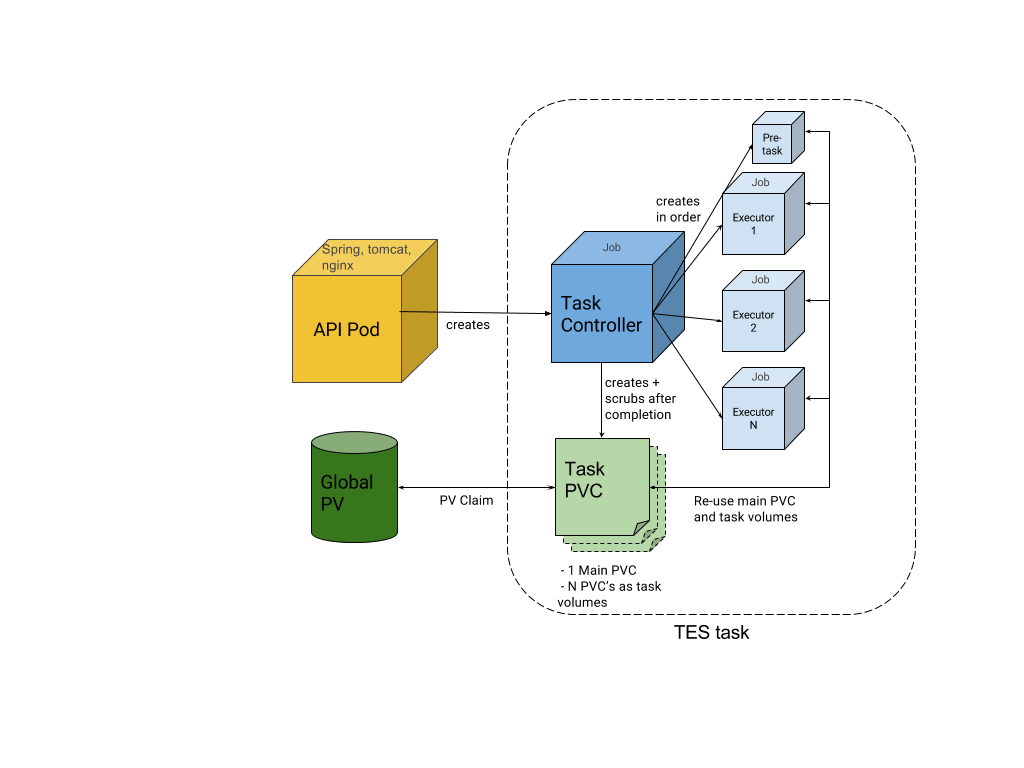 Pre-
task
Job
Executor
1
creates
in order
Spring, tomcat,
nginx
API Pod
creates
Job
Task
Controller
Job
Executor
2
Job
Executor
N
creates +
scrubs after
completion
Global
PV
PV Claim
Task
PVC
Re-use main PVC
and task volumes
- 1 Main PVC
- N PVC's as task
volumes
TES task